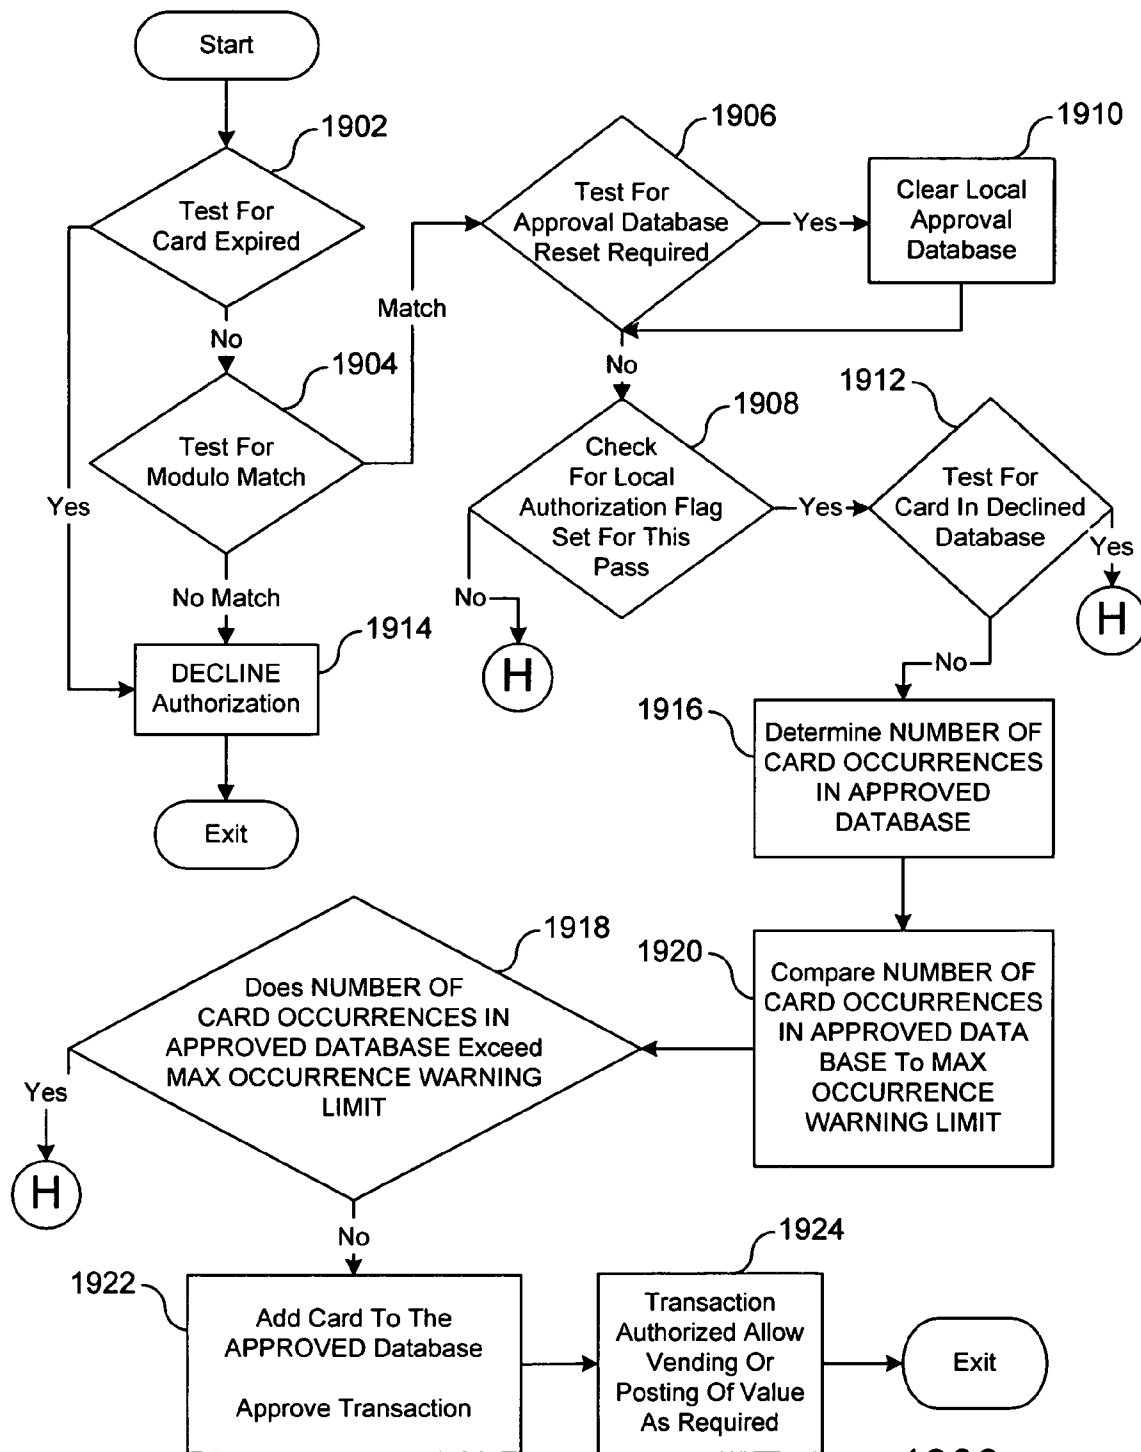 Start
1902
Test For
Card Expired
No
Yes
1904
Test For
Modulo Match
Match
No Match
1914
DECLINE
Authorization
Exit
1906
Test For
Approval Database
Reset Required
Yes
1910
Clear Local
Approval
Database
No
1908
Check
For Local
Authorization Flag
Set For This
Pass
No
H
Yes
1912
Test For
Card In Declined
Database
Yes
H
No
1916
Determine NUMBER OF
CARD OCCURRENCES
IN APPROVED
DATABASE
1920
Compare NUMBER OF
CARD OCCURRENCES
IN APPROVED DATA
BASE To MAX
OCCURRENCE
WARNING LIMIT
1918
Does NUMBER OF
CARD OCCURRENCES IN
APPROVED DATABASE Exceed
MAX OCCURRENCE WARNING
LIMIT
Yes
H
No
1922
Add Card To The
APPROVED Database
Approve Transaction
1924
Transaction
Authorized Allow
Vending Or
Posting Of Value
As Required
Exit